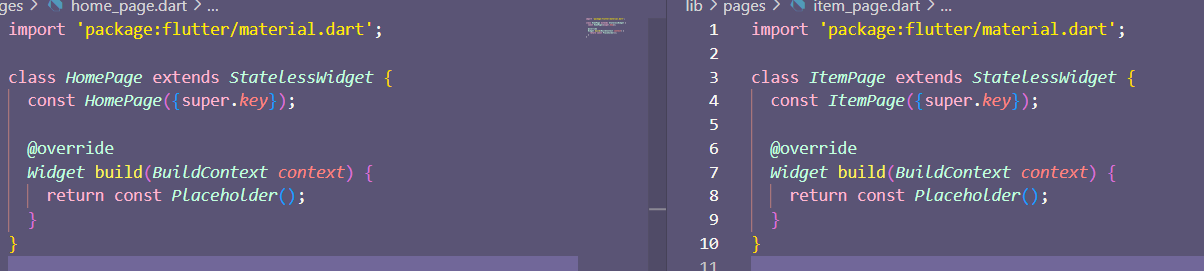 ages > home_page.dart > ...
import 'package:flutter/material.dart';
class HomePage extends StatelessWidget {
const HomePage({super.key});
@override
Widget build(BuildContext context) {
return const Placeholder();
}
}
lib > pages > item_page.dart > ...
1 import 'package:flutter/material.dart';
2
3 class ItemPage extends StatelessWidget {
4 const ItemPage({super.key});
5
6 @override
7 Widget build(BuildContext context) {
8 return const Placeholder();
9 }
10 }
11